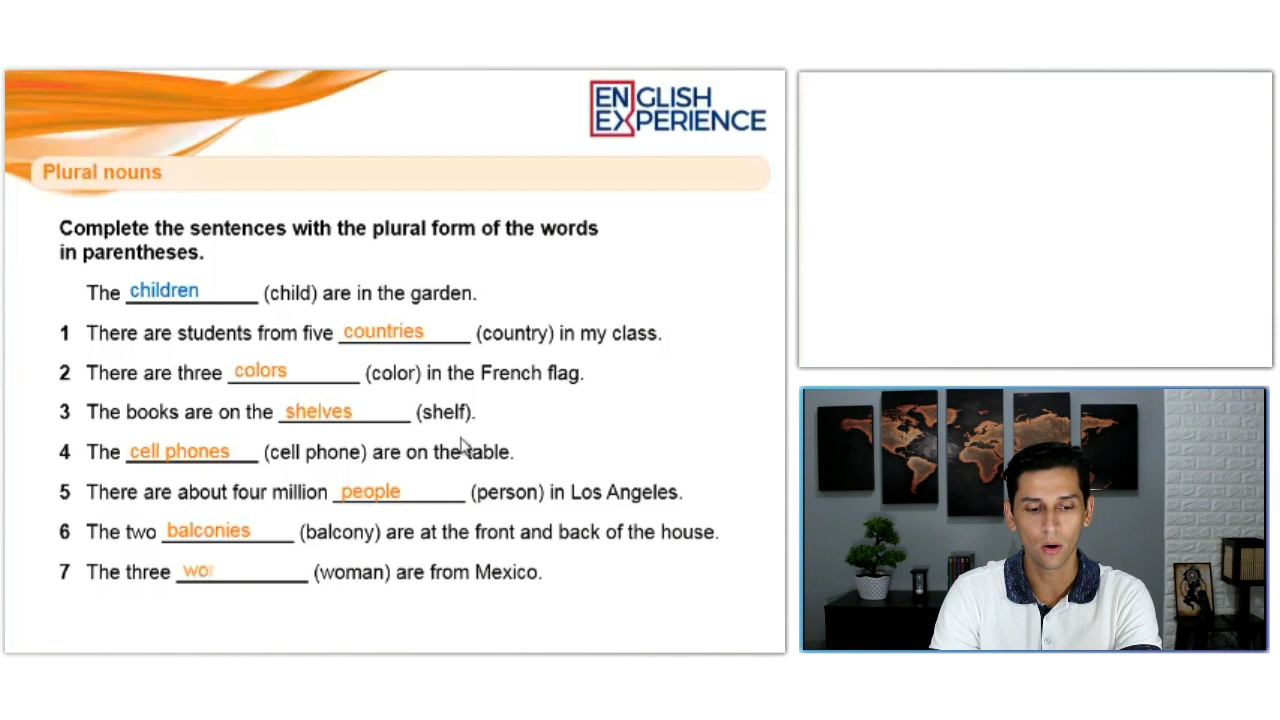 ENGLISH
EXPERIENCE
Plural nouns
Complete the sentences with the plural form of the words
in parentheses.
The children (child) are in the garden.
1 There are students from five countries (country) in my class.
2 There are three colors (color) in the French flag.
3 The books are on the shelves (shelf).
4 The cell phones (cell phone) are on the table.
5 There are about four million people (person) in Los Angeles.
6 The two balconies (balcony) are at the front and back of the house.
7 The three wor (woman) are from Mexico.